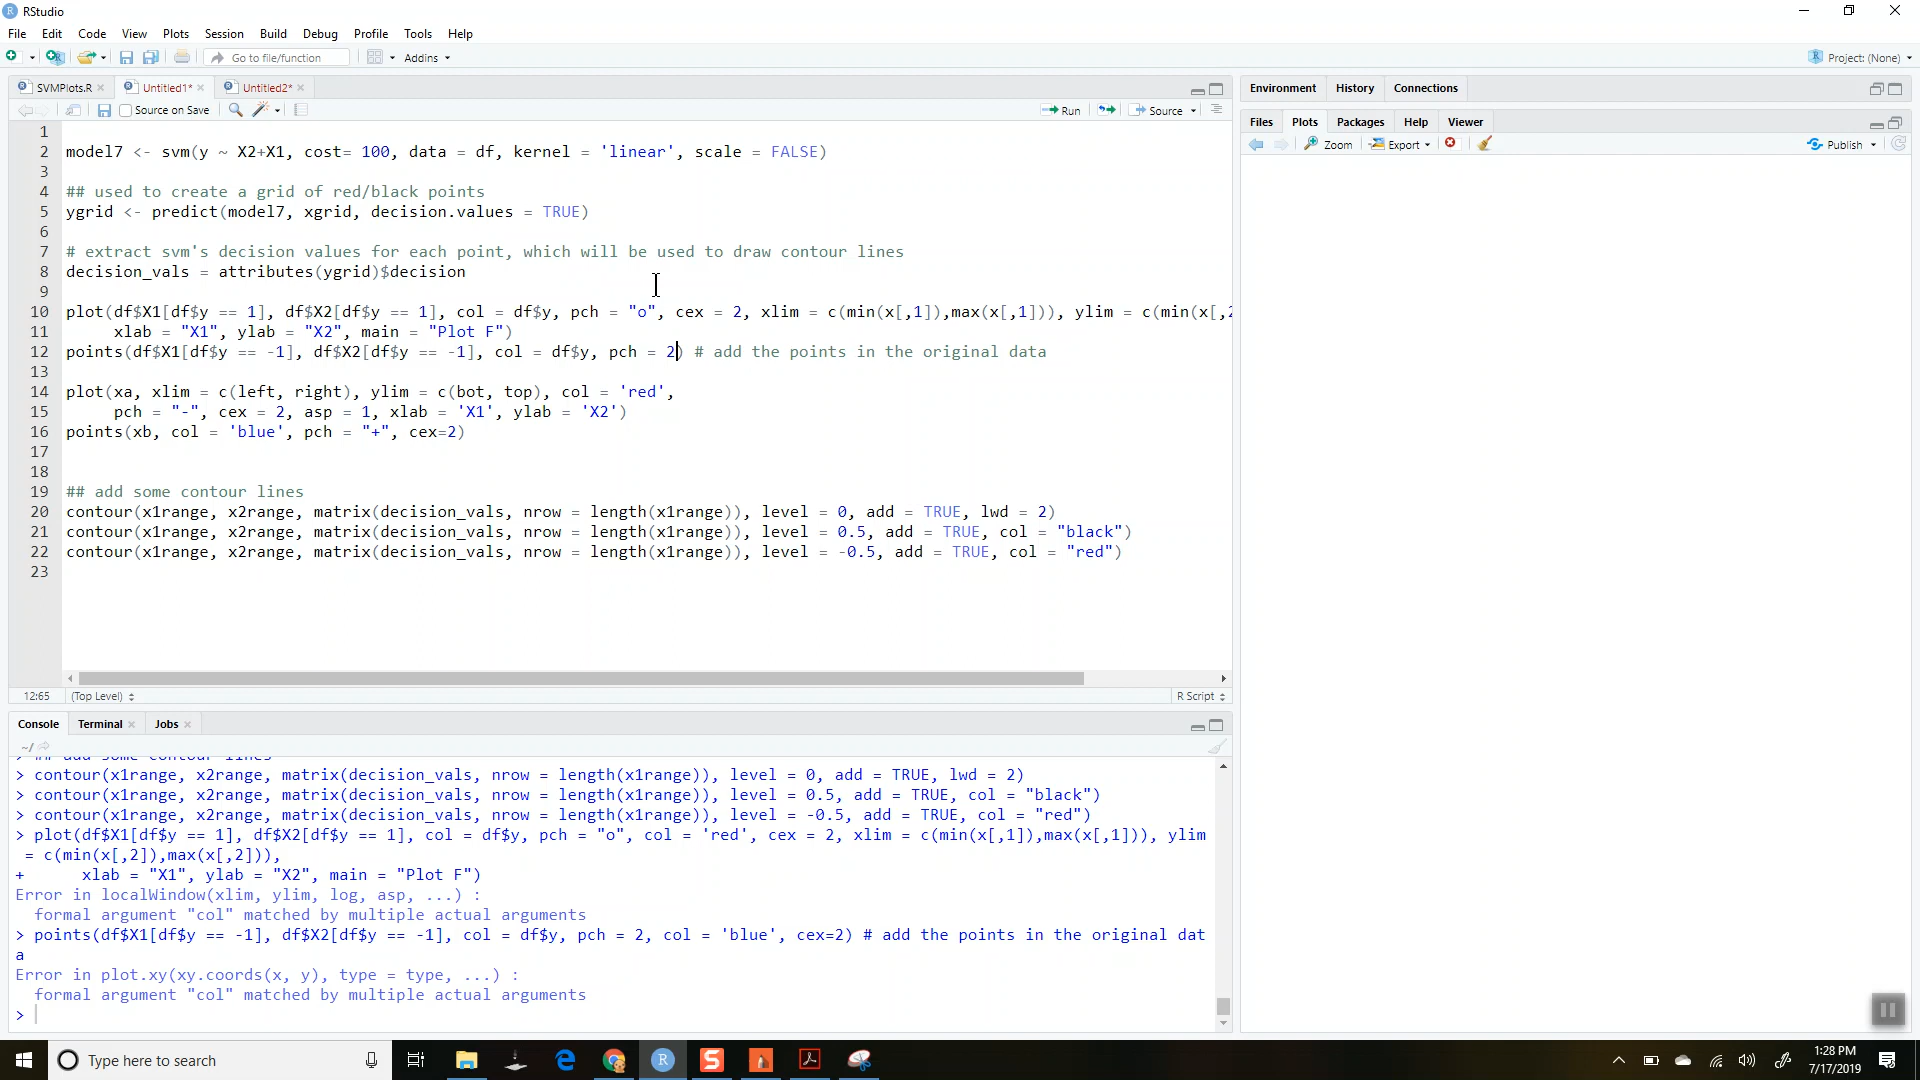 RStudio
File Edit Code View Plots Session Build Debug Profile Tools Help
Go to file/function Addins Project: (None)
SVMPlots.R Untitled1* Untitled2*
Source on Save Run Source
1
2 model7 <- svm(y ~ X2+X1, cost= 100, data = df, kernel = 'linear', scale = FALSE)
3
4 ## used to create a grid of red/black points
5 ygrid <- predict(model7, xgrid, decision.values = TRUE)
6
7 # extract svm's decision values for each point, which will be used to draw contour lines
8 decision_vals = attributes(ygrid)$decision
9
10 plot(df$X1[df$y == 1], df$X2[df$y == 1], col = df$y, pch = "o", cex = 2, xlim = c(min(x[,1]),max(x[,1])), ylim = c(min(x[,2
11 xlab = "X1", ylab = "X2", main = "Plot F")
12 points(df$X1[df$y == -1], df$X2[df$y == -1], col = df$y, pch = 2) # add the points in the original data
13
14 plot(xa, xlim = c(left, right), ylim = c(bot, top), col = 'red',
15 pch = "-", cex = 2, asp = 1, xlab = 'X1', ylab = 'X2')
16 points(xb, col = 'blue', pch = "+", cex=2)
17
18
19 ## add some contour lines
20 contour(x1range, x2range, matrix(decision_vals, nrow = length(x1range)), level = 0, add = TRUE, lwd = 2)
21 contour(x1range, x2range, matrix(decision_vals, nrow = length(x1range)), level = 0.5, add = TRUE, col = "black")
22 contour(x1range, x2range, matrix(decision_vals, nrow = length(x1range)), level = -0.5, add = TRUE, col = "red")
23
12:65 (Top Level) R Script
Console Terminal Jobs
~/
> ## add some contour lines
> contour(x1range, x2range, matrix(decision_vals, nrow = length(x1range)), level = 0, add = TRUE, lwd = 2)
> contour(x1range, x2range, matrix(decision_vals, nrow = length(x1range)), level = 0.5, add = TRUE, col = "black")
> contour(x1range, x2range, matrix(decision_vals, nrow = length(x1range)), level = -0.5, add = TRUE, col = "red")
> plot(df$X1[df$y == 1], df$X2[df$y == 1], col = df$y, pch = "o", col = 'red', cex = 2, xlim = c(min(x[,1]),max(x[,1])), ylim
= c(min(x[,2]),max(x[,2])),
+ xlab = "X1", ylab = "X2", main = "Plot F")
Error in localWindow(xlim, ylim, log, asp, ...) :
formal argument "col" matched by multiple actual arguments
> points(df$X1[df$y == -1], df$X2[df$y == -1], col = df$y, pch = 2, col = 'blue', cex=2) # add the points in the original dat
a
Error in plot.xy(xy.coords(x, y), type = type, ...) :
formal argument "col" matched by multiple actual arguments
>
Environment History Connections
Files Plots Packages Help Viewer
Zoom Export Publish
Type here to search
1:28 PM
7/17/2019